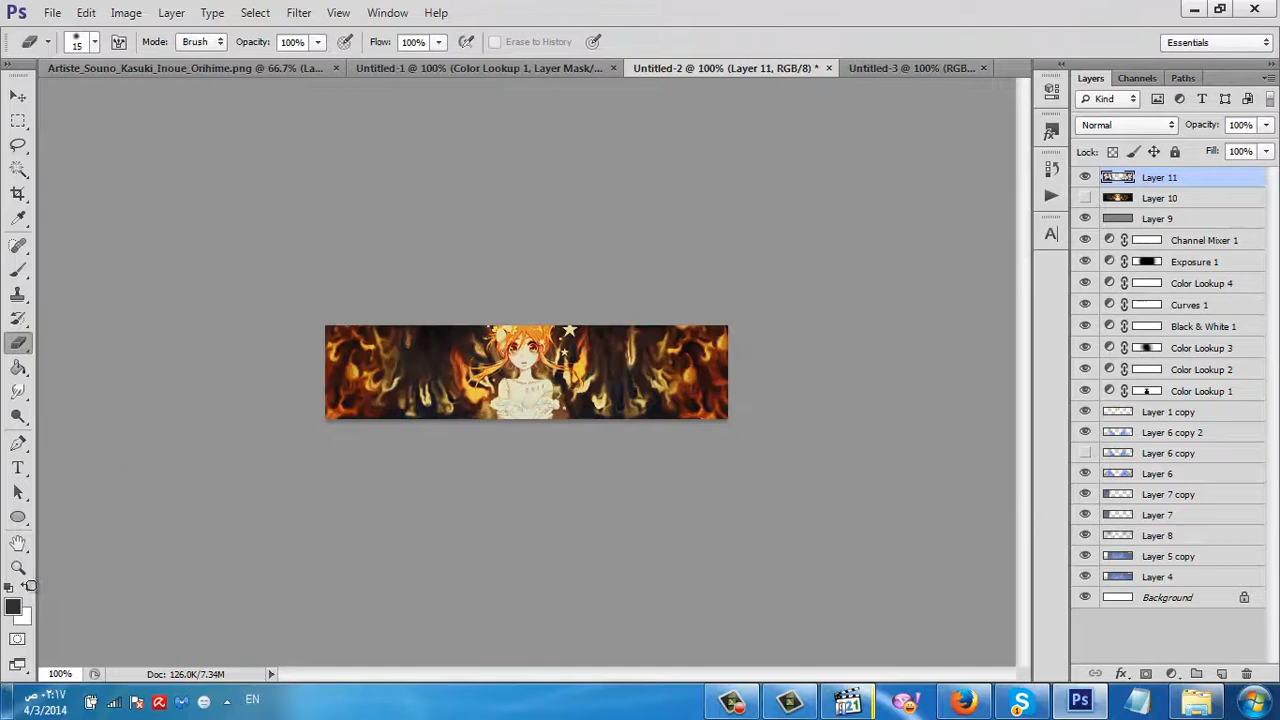 Ps File Edit Image Layer Type Select Filter 3D View Window Help
15 Mode: Brush Opacity: 100% Flow: 100% Erase to History Essentials
Artiste_Souno_Kasuki_Inoue_Orihime.png @ 66.7% (La... × Untitled-1 @ 100% (Color Lookup 1, Layer Mask/... × Untitled-2 @ 100% (Layer 11, RGB/8) * × Untitled-3 @ 100% (RGB... ×
Layers Channels Paths
Kind
Normal Opacity: 100%
Lock: Fill: 100%
Layer 11
Layer 10
Layer 9
Channel Mixer 1
Exposure 1
Color Lookup 4
Curves 1
Black & White 1
Color Lookup 3
Color Lookup 2
Color Lookup 1
Layer 1 copy
Layer 6 copy 2
Layer 6 copy
Layer 6
Layer 7 copy
Layer 7
Layer 8
Layer 5 copy
Layer 4
Background
100% Doc: 126.0K/7.34M
EN
4/3/2014